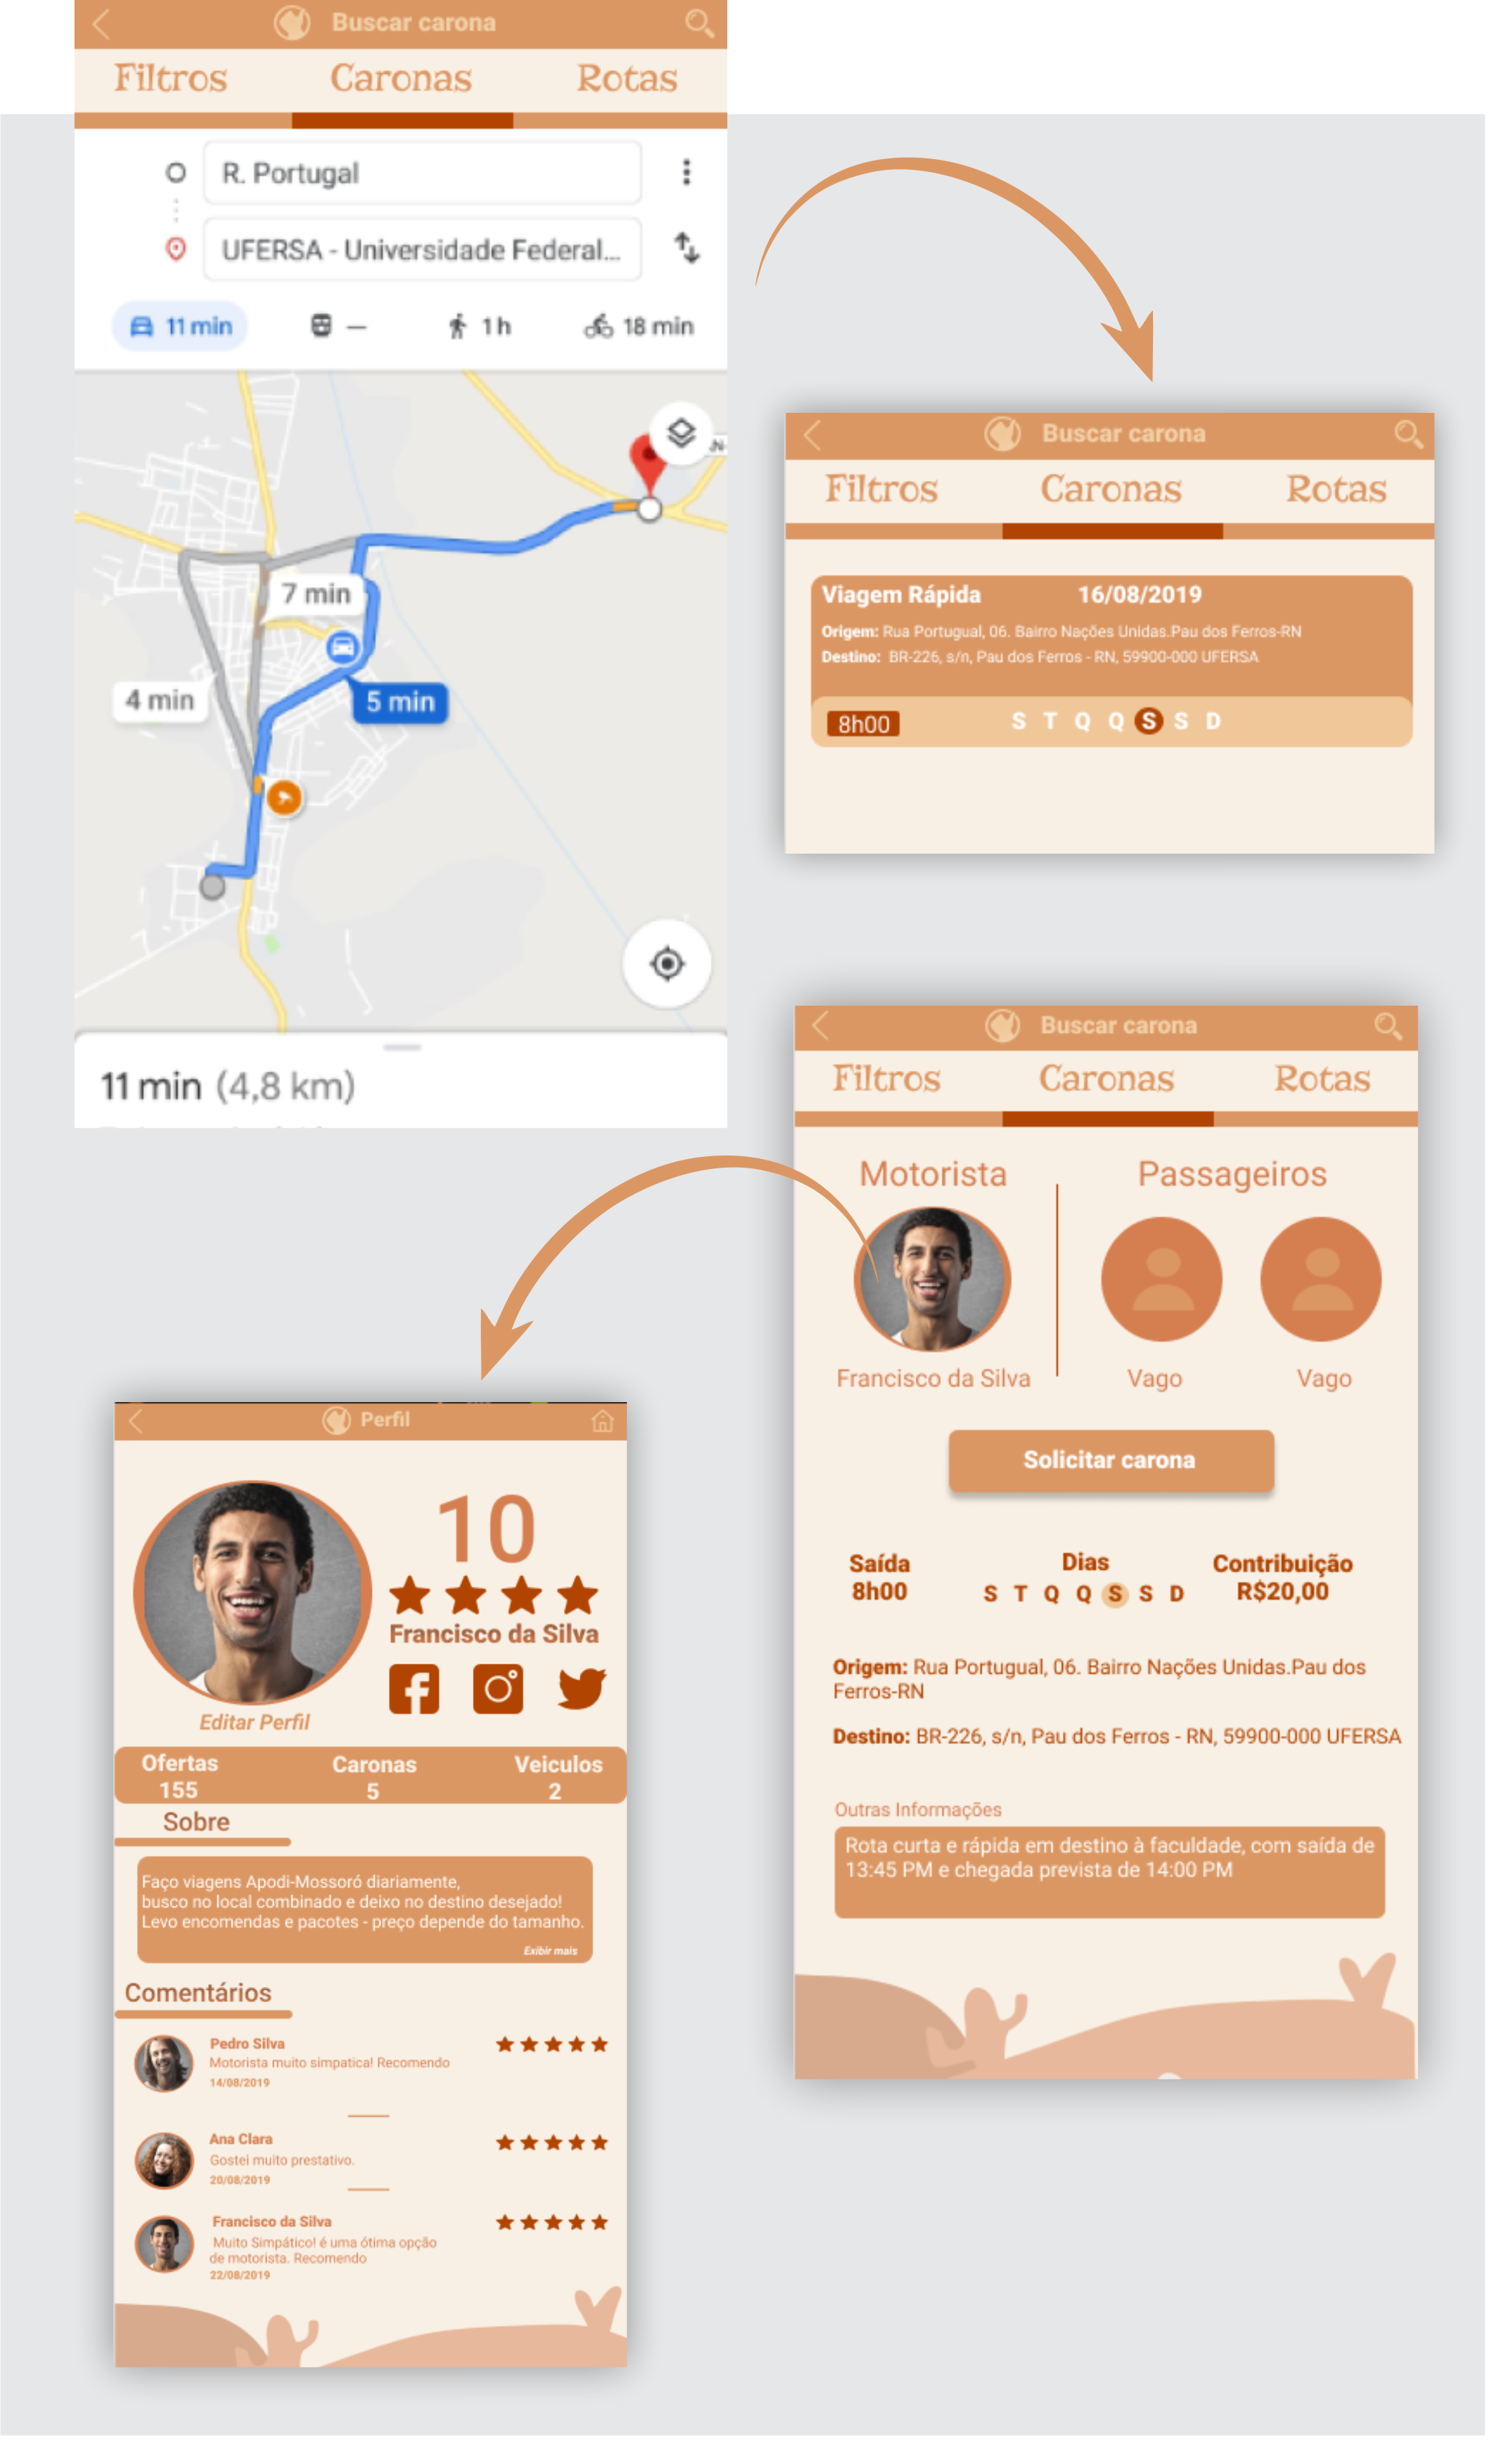 Buscar carona
Filtros Caronas Rotas
R. Portugal
UFERSA - Universidade Federal...
11 min — 1 h 18 min
7 min
4 min
5 min
11 min (4,8 km)
Buscar carona
Filtros Caronas Rotas
Viagem Rápida 16/08/2019
Origem: Rua Portugual, 06. Bairro Nações Unidas.Pau dos Ferros-RN
Destino: BR-226, s/n, Pau dos Ferros - RN, 59900-000 UFERSA
8h00 S T Q Q S S D
Buscar carona
Filtros Caronas Rotas
Motorista Passageiros
Francisco da Silva Vago Vago
Solicitar carona
Saída Dias Contribuição
8h00 S T Q Q S S D R$20,00
Origem: Rua Portugual, 06. Bairro Nações Unidas.Pau dos
Ferros-RN
Destino: BR-226, s/n, Pau dos Ferros - RN, 59900-000 UFERSA
Outras Informações
Rota curta e rápida em destino à faculdade, com saída de
13:45 PM e chegada prevista de 14:00 PM
Perfil
10
Francisco da Silva
Editar Perfil
Ofertas Caronas Veiculos
155 5 2
Sobre
Faço viagens Apodi-Mossoró diariamente,
busco no local combinado e deixo no destino desejado!
Levo encomendas e pacotes - preço depende do tamanho.
Exibir mais
Comentários
Pedro Silva
Motorista muito simpatica! Recomendo
14/08/2019
Ana Clara
Gostei muito prestativo.
20/08/2019
Francisco da Silva
Muito Simpático! é uma ótima opção
de motorista. Recomendo
22/08/2019